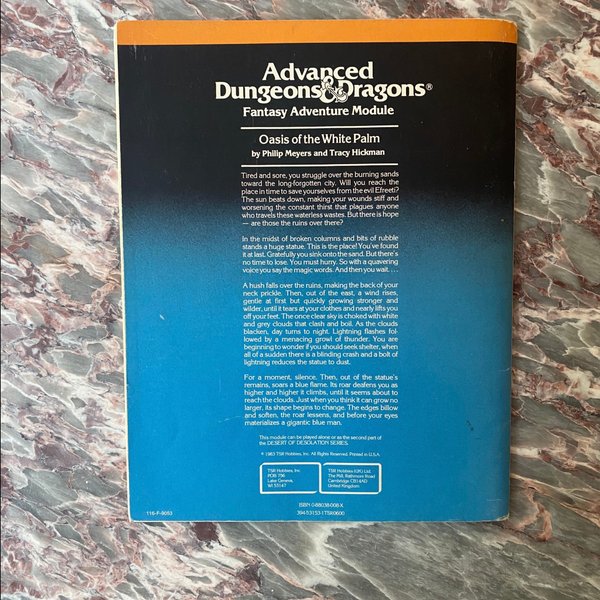 Advanced
Dungeons & Dragons®
Fantasy Adventure Module
Oasis of the White Palm
by Philip Meyers and Tracy Hickman
Tired and sore, you struggle over the burning sands
toward the long-forgotten city. Will you reach the
place in time to save yourselves from the evil Efreeti?
The sun beats down, making your wounds stiff and
worsening the constant thirst that plagues anyone
who travels these waterless wastes. But there is hope
— are those the ruins over there?
In the midst of broken columns and bits of rubble
stands a huge statue. This is the place! You've found
it at last. Gratefully you sink onto the sand. But there's
no time to lose. You must hurry. So with a quavering
voice you say the magic words. And then you wait. . . .
A hush falls over the ruins, making the back of your
neck prickle. Then, out of the east, a wind rises,
gentle at first but quickly growing stronger and
wilder, until it tears at your clothes and nearly lifts you
off your feet. The once clear sky is choked with white
and grey clouds that clash and boil. As the clouds
blacken, day turns to night. Lightning flashes fol-
lowed by a menacing growl of thunder. You are
beginning to wonder if you should seek shelter, when
all of a sudden there is a blinding crash and a bolt of
lightning reduces the statue to dust.
For a moment, silence. Then, out of the statue's
remains, soars a blue flame. Its roar deafens you as
higher and higher it climbs, until it seems about to
reach the clouds. Just when you think it can grow no
larger, its shape begins to change. The edges billow
and soften, the roar lessens, and before your eyes
materializes a gigantic blue man.
This module can be played alone or as the second part of
the DESERT OF DESOLATION SERIES.
© 1983 TSR Hobbies, Inc. All Rights Reserved. Printed in U.S.A.
TSR Hobbies, Inc.
POB 756
Lake Geneva,
WI 53147
TSR Hobbies (UK) Ltd.
The Mill, Rathmore Road
Cambridge CB14AD
United Kingdom
ISBN 0-88038-008-X
394-53153-1TSR0600
116-F-9053